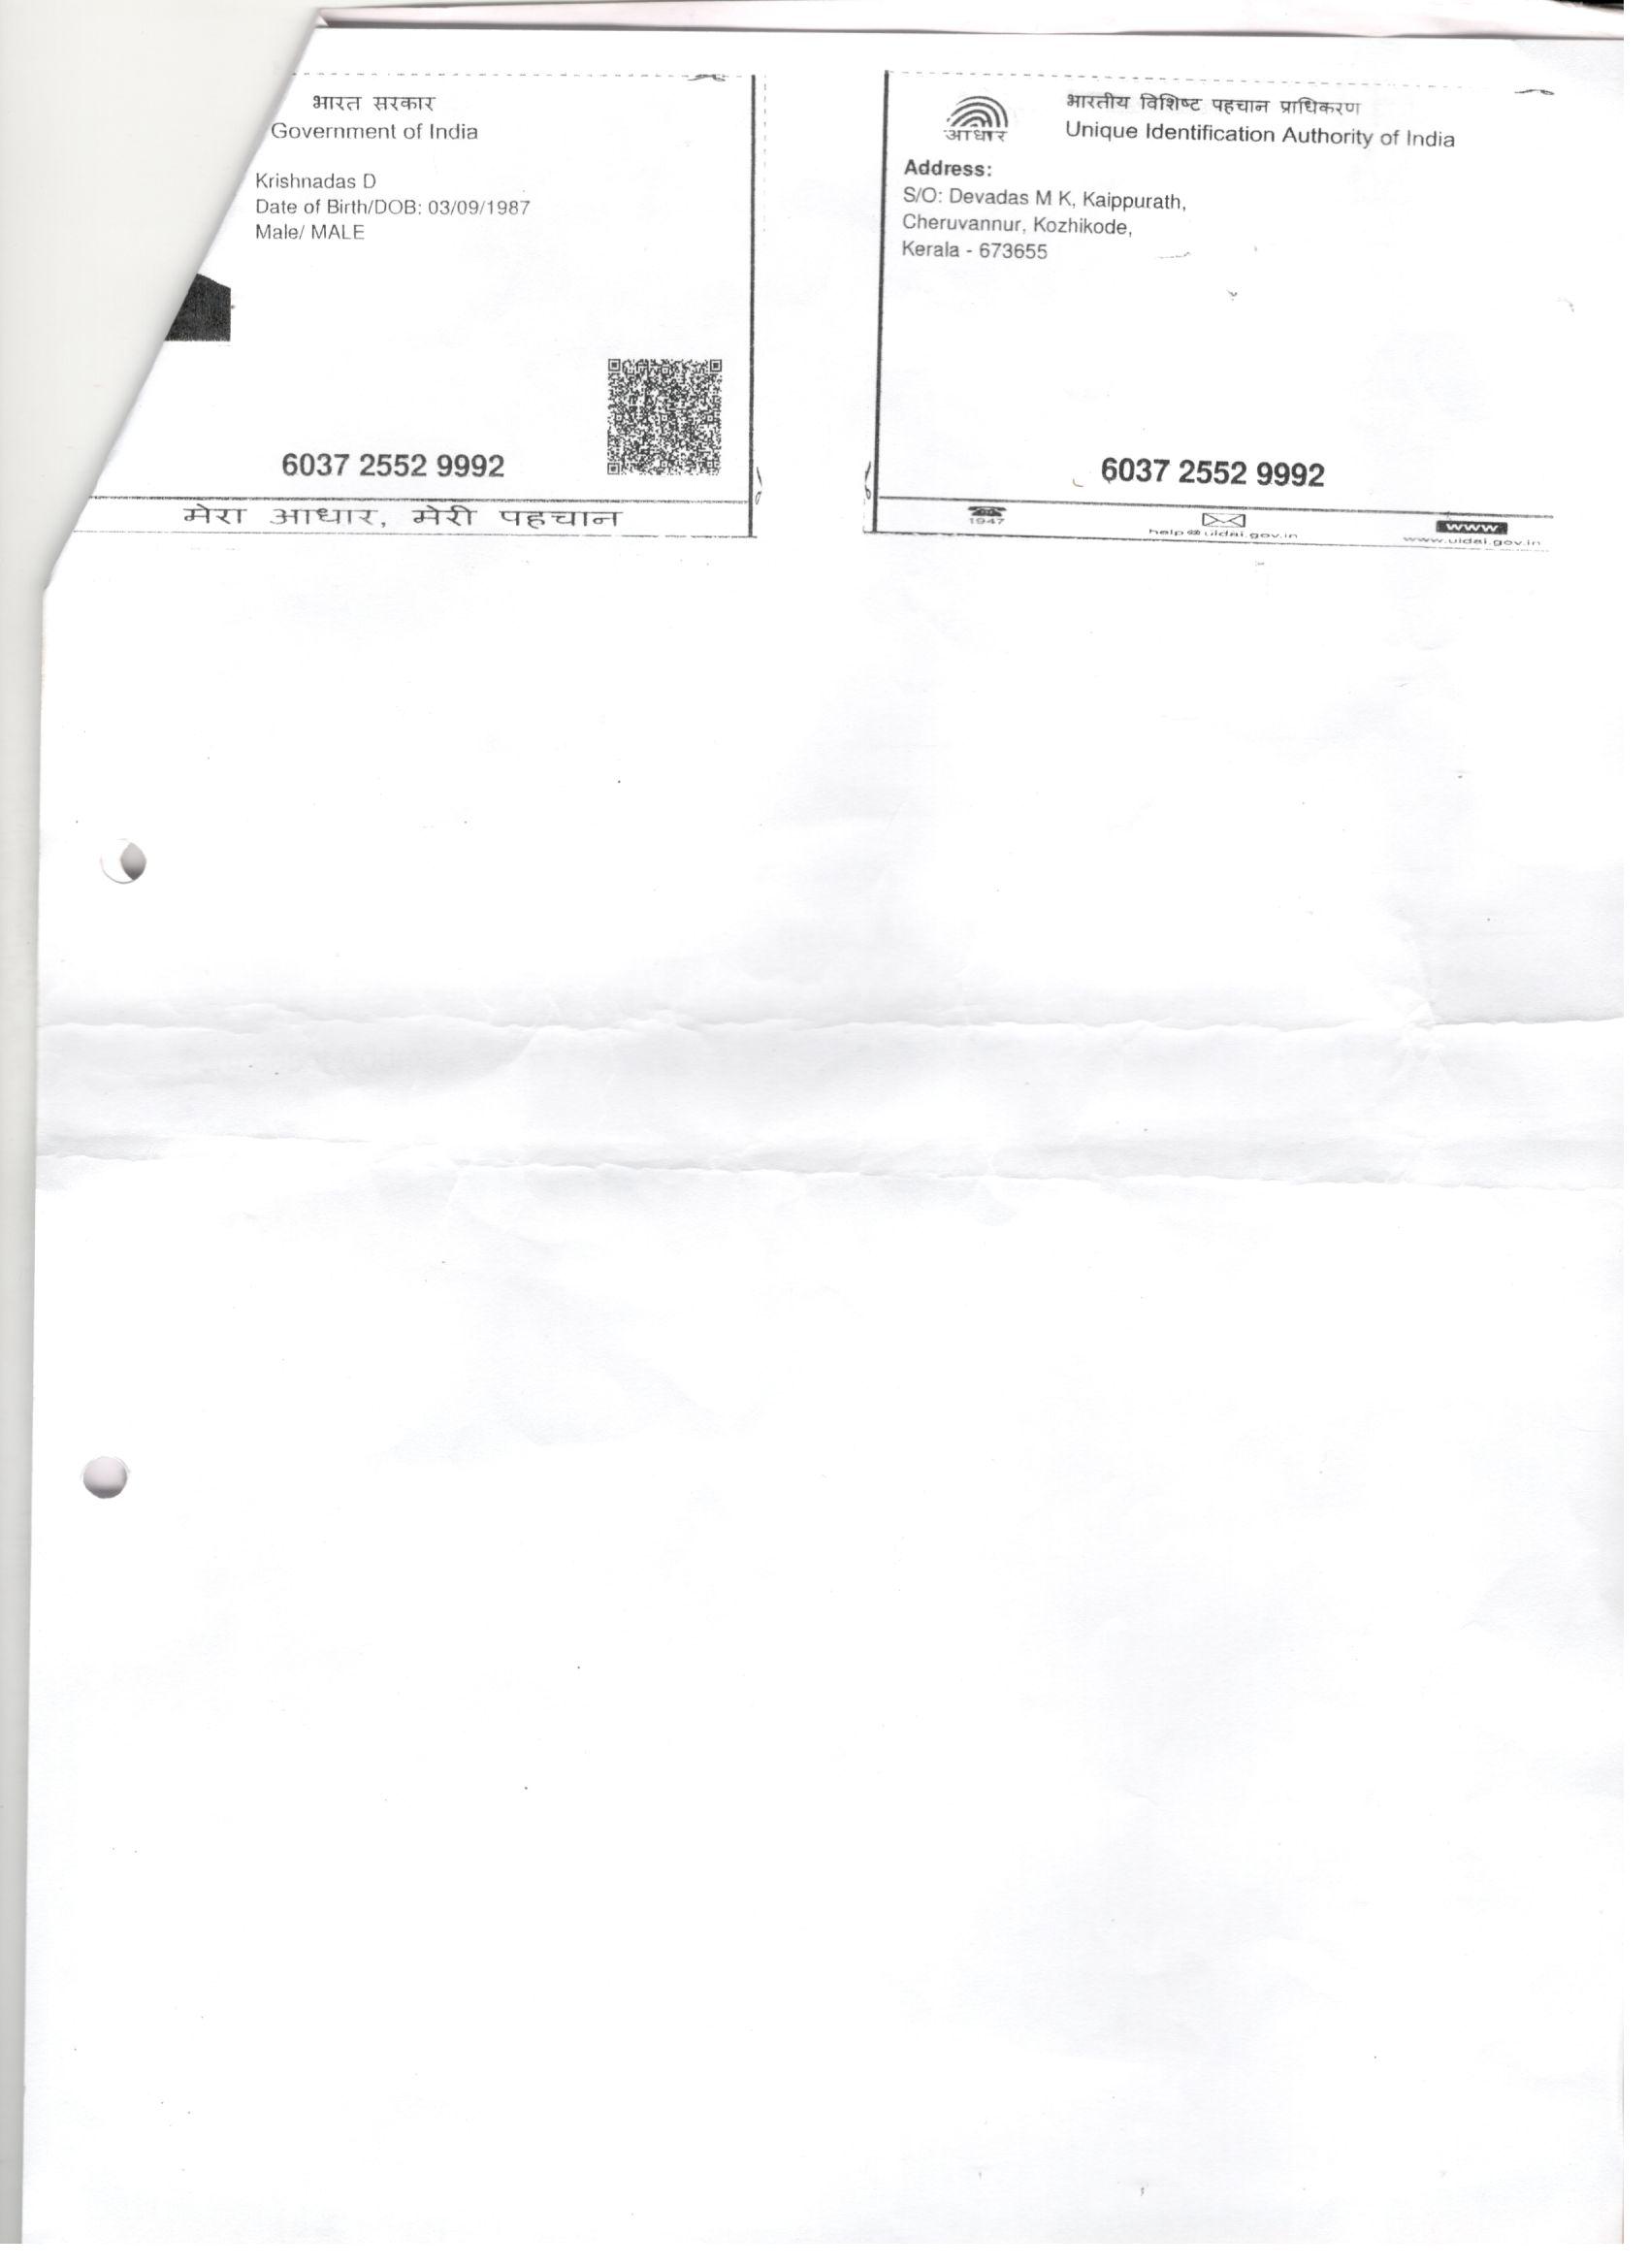 भारत सरकार
Government of India
Krishnadas D
Date of Birth/DOB: 03/09/1987
Male/ MALE
6037 2552 9992
मेरा आधार, मेरी पहचान
भारतीय विशिष्ट पहचान प्राधिकरण
Unique Identification Authority of India
आधार
Address:
S/O: Devadas M K, Kaippurath,
Cheruvannur, Kozhikode,
Kerala - 673655
6037 2552 9992
1947
help@uidai.gov.in
www
www.uidai.gov.in